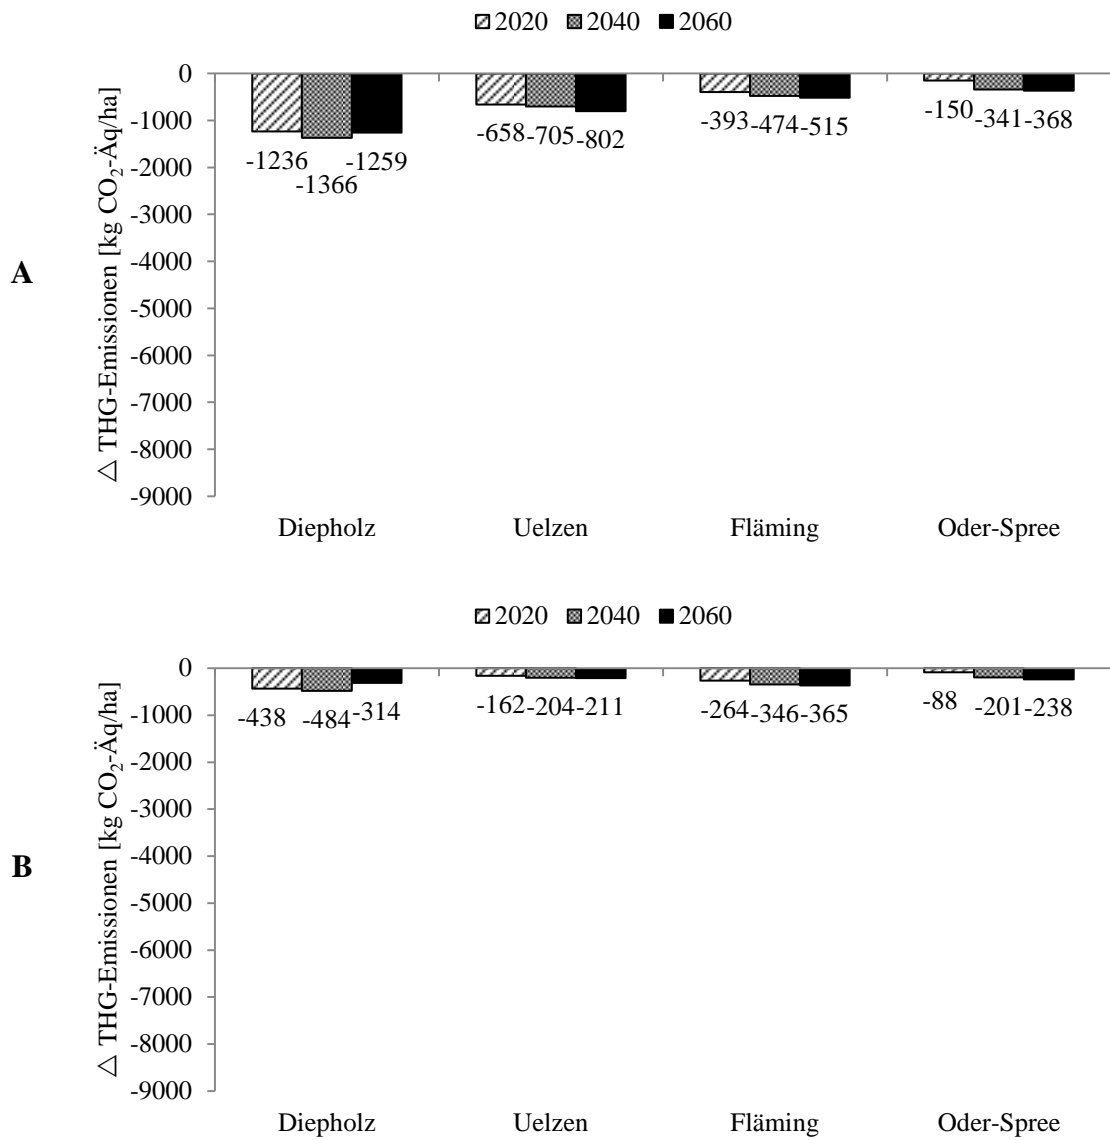 2020 2040 2060
0
-1000
-2000
-3000
-4000
-5000
-6000
-7000
-8000
-9000
△ THG-Emissionen [kg CO₂-Äq/ha]
A
-1236 -1366 -1259
-658 -705 -802
-393 -474 -515
-150 -341 -368
Diepholz Uelzen Fläming Oder-Spree
2020 2040 2060
0
-1000
-2000
-3000
-4000
-5000
-6000
-7000
-8000
-9000
△ THG-Emissionen [kg CO₂-Äq/ha]
B
-438 -484 -314
-162 -204 -211
-264 -346 -365
-88 -201 -238
Diepholz Uelzen Fläming Oder-Spree